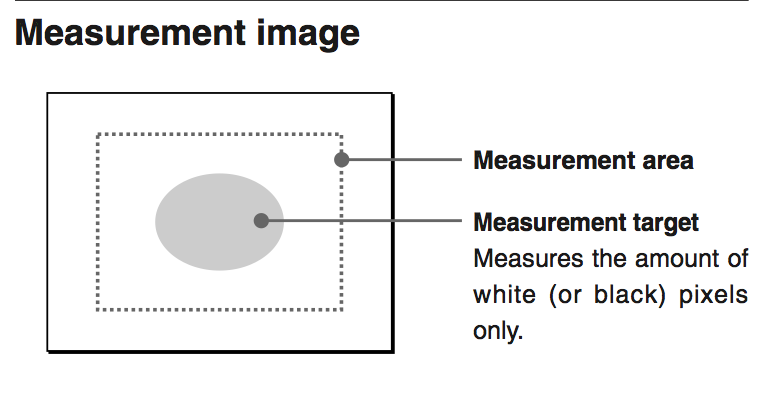 Measurement image
Measurement area
Measurement target
Measures the amount of
white (or black) pixels
only.